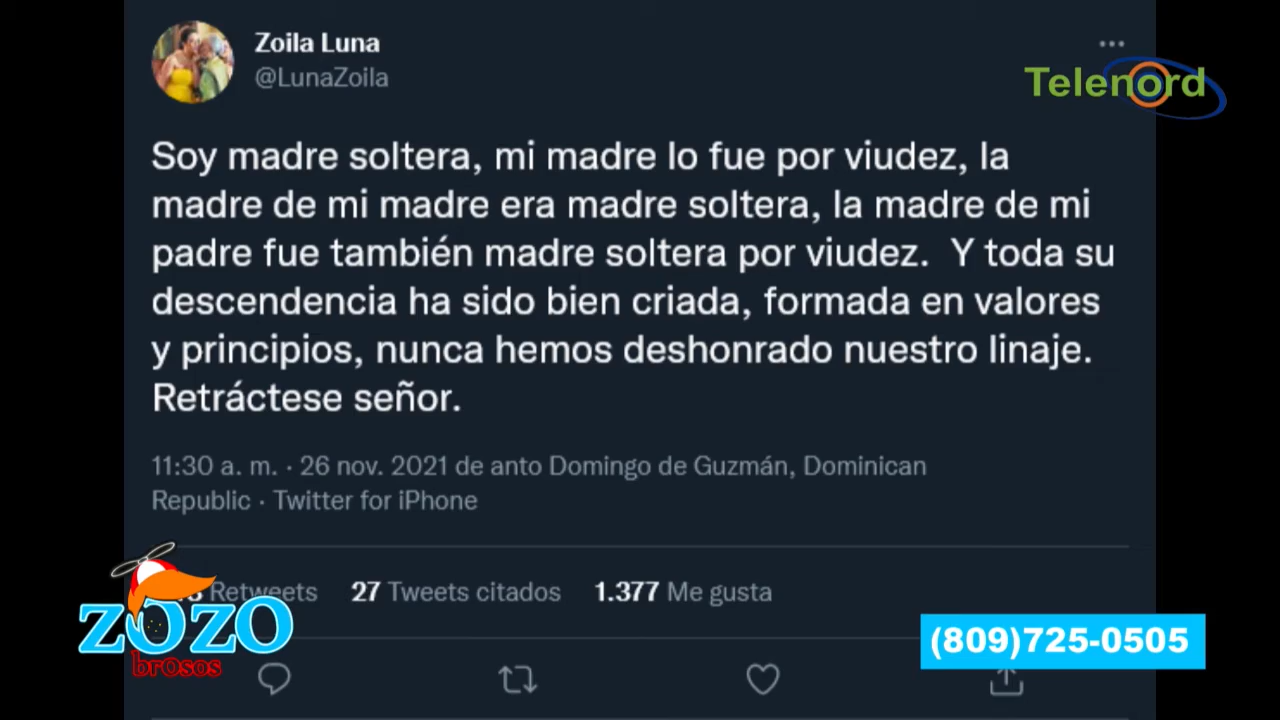 Zoila Luna
@LunaZoila
Telenord
Soy madre soltera, mi madre lo fue por viudez, la
madre de mi madre era madre soltera, la madre de mi
padre fue también madre soltera por viudez.  Y toda su
descendencia ha sido bien criada, formada en valores
y principios, nunca hemos deshonrado nuestro linaje.
Retráctese señor.
11:30 a. m. · 26 nov. 2021 de anto Domingo de Guzmán, Dominican
Republic · Twitter for iPhone
Retweets 27 Tweets citados 1.377 Me gusta
ZOZO
brosos
(809)725-0505